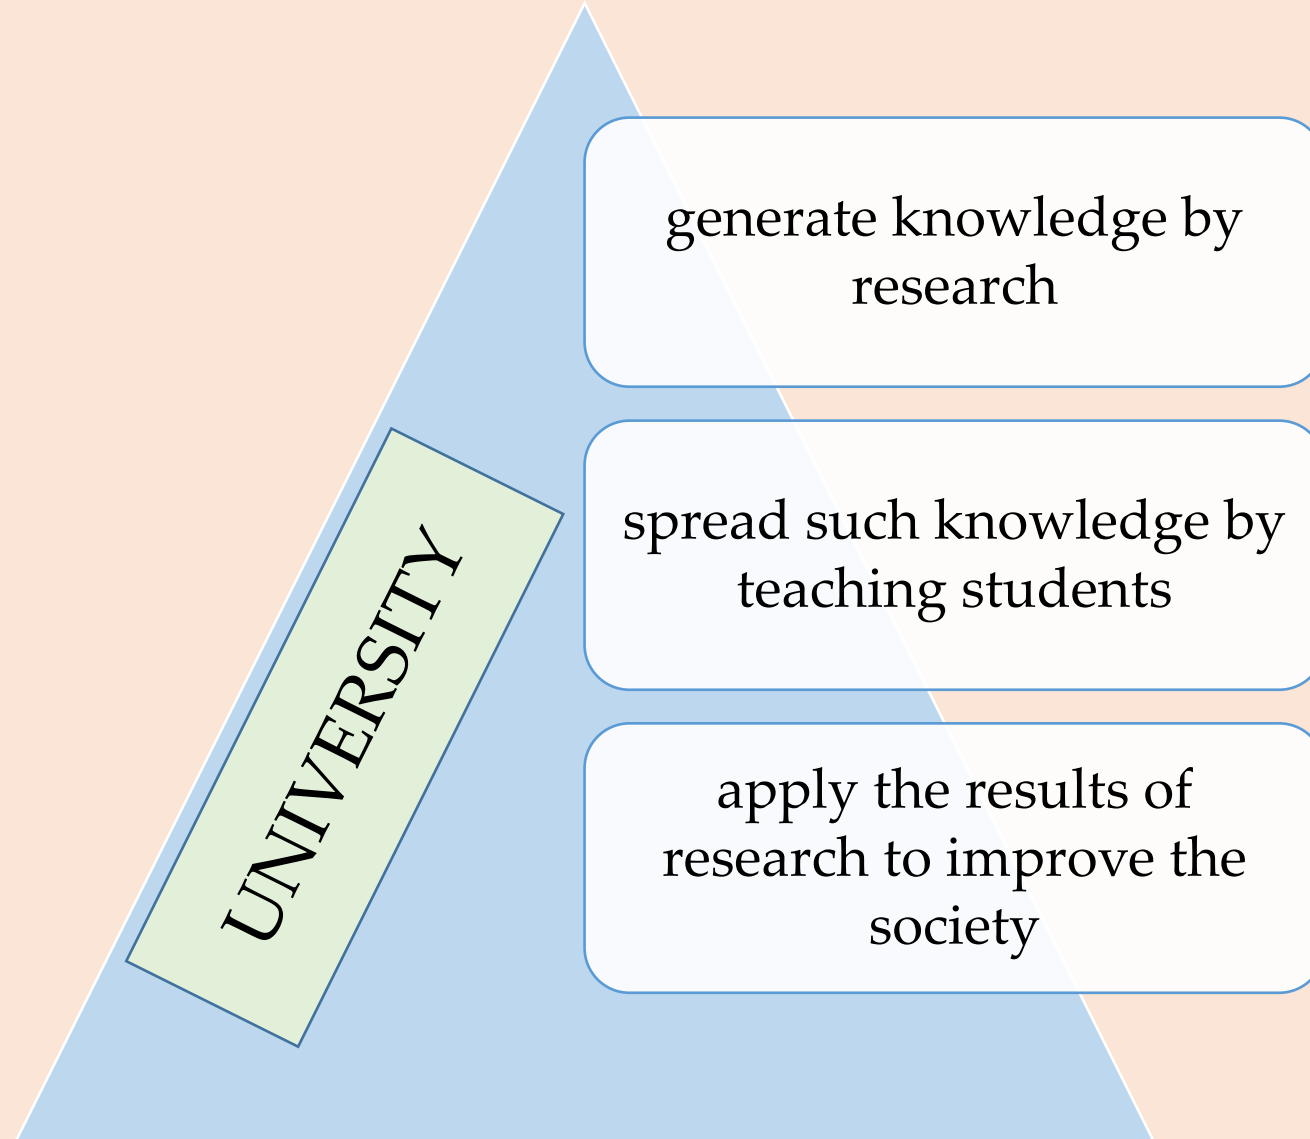 generate knowledge by
research
spread such knowledge by
teaching students
apply the results of
research to improve the
society
UNIVERSITY